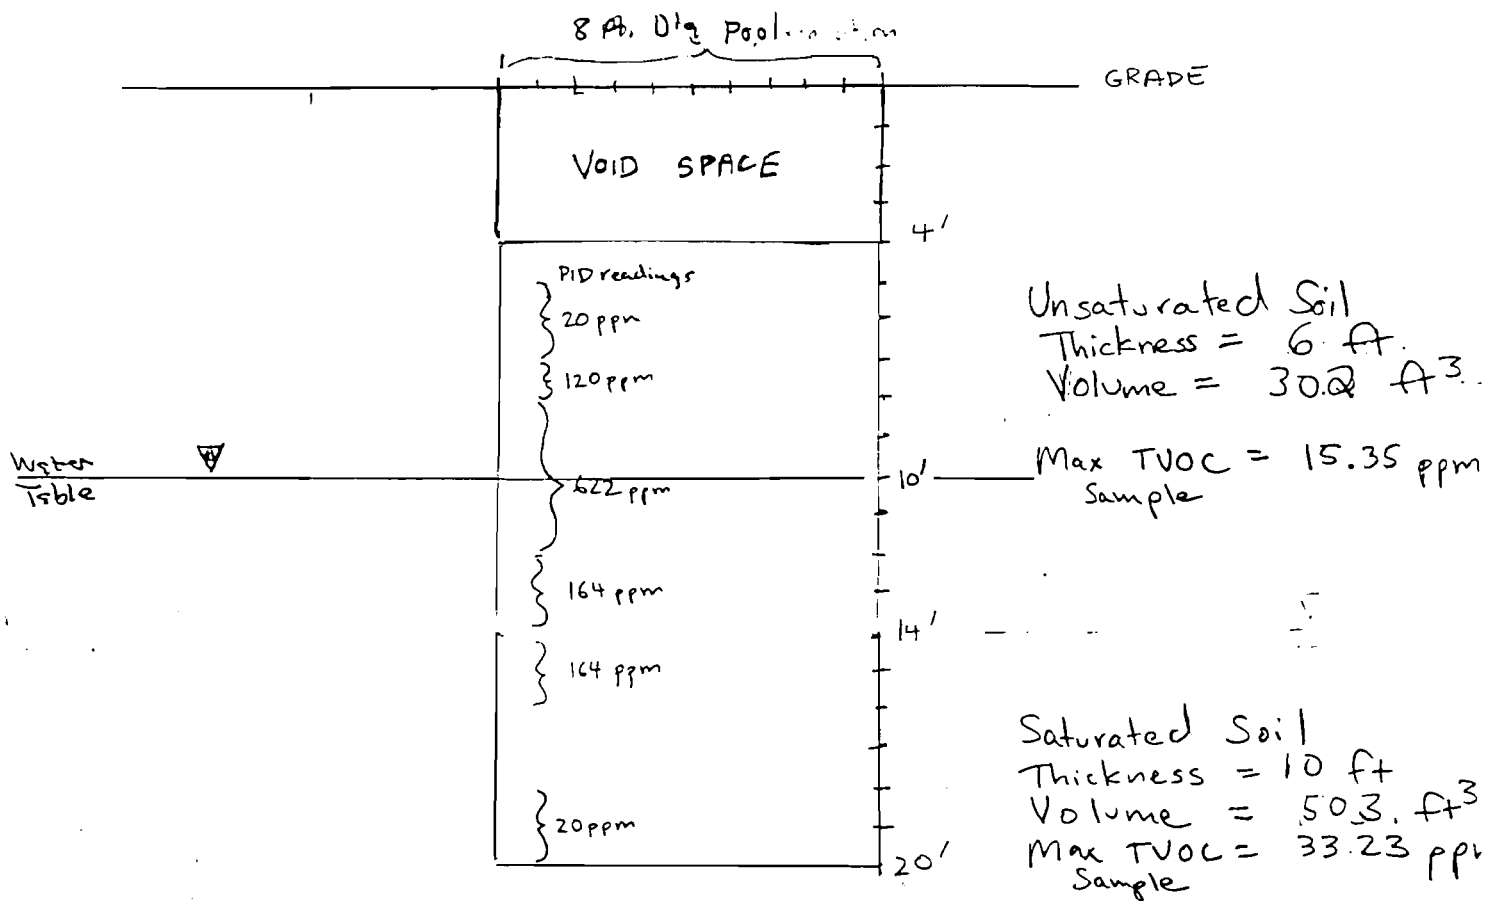 8 ft. Dia Pool
GRADE
VOID SPACE
4'
PID readings
20 ppm
120 ppm
Water
Table
622 ppm
10'
164 ppm
14'
164 ppm
20 ppm
20'
Unsaturated Soil
Thickness = 6 ft.
Volume = 302 ft3
Max TVOC = 15.35 ppm
Sample
Saturated Soil
Thickness = 10 ft
Volume = 503. ft3
Max TVOC = 33.23 pp
Sample